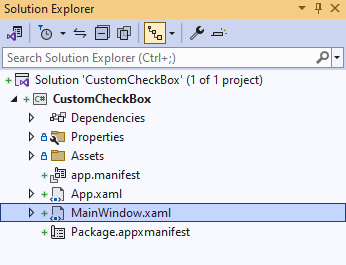 Solution Explorer
Search Solution Explorer (Ctrl+;)
Solution 'CustomCheckBox' (1 of 1 project)
C# CustomCheckBox
Dependencies
Properties
Assets
app.manifest
App.xaml
MainWindow.xaml
Package.appxmanifest